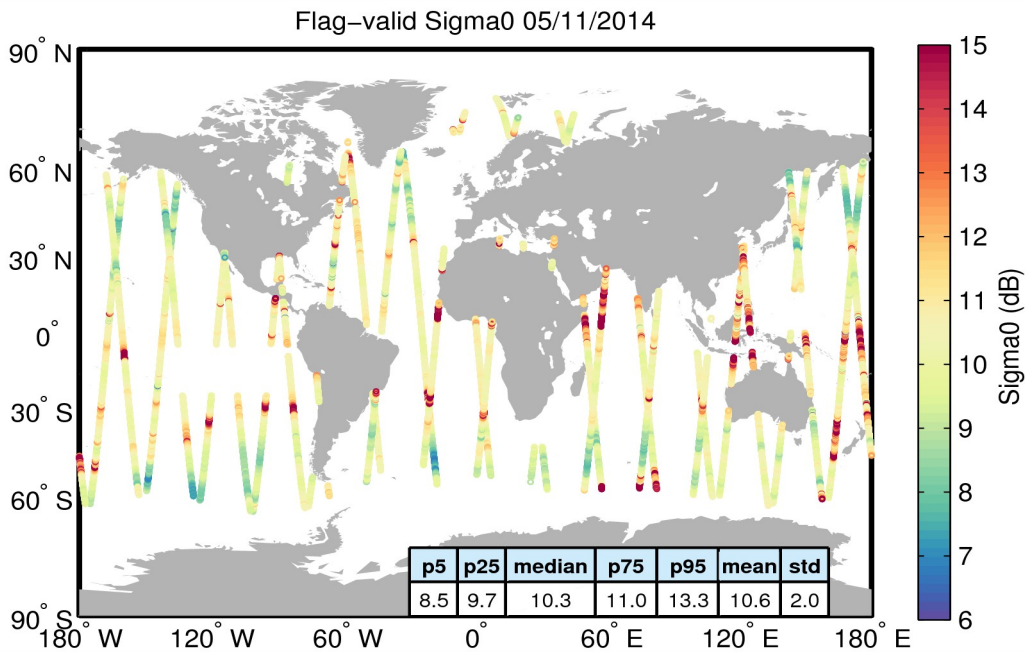 Flag−valid Sigma0 05/11/2014
90° N
60° N
30° N
0°
30° S
60° S
90° S
180° W
120° W
60° W
0°
60° E
120° E
180° E
p5 p25 median p75 p95 mean std
8.5 9.7 10.3 11.0 13.3 10.6 2.0
15
14
13
12
11
10
9
8
7
6
Sigma0 (dB)